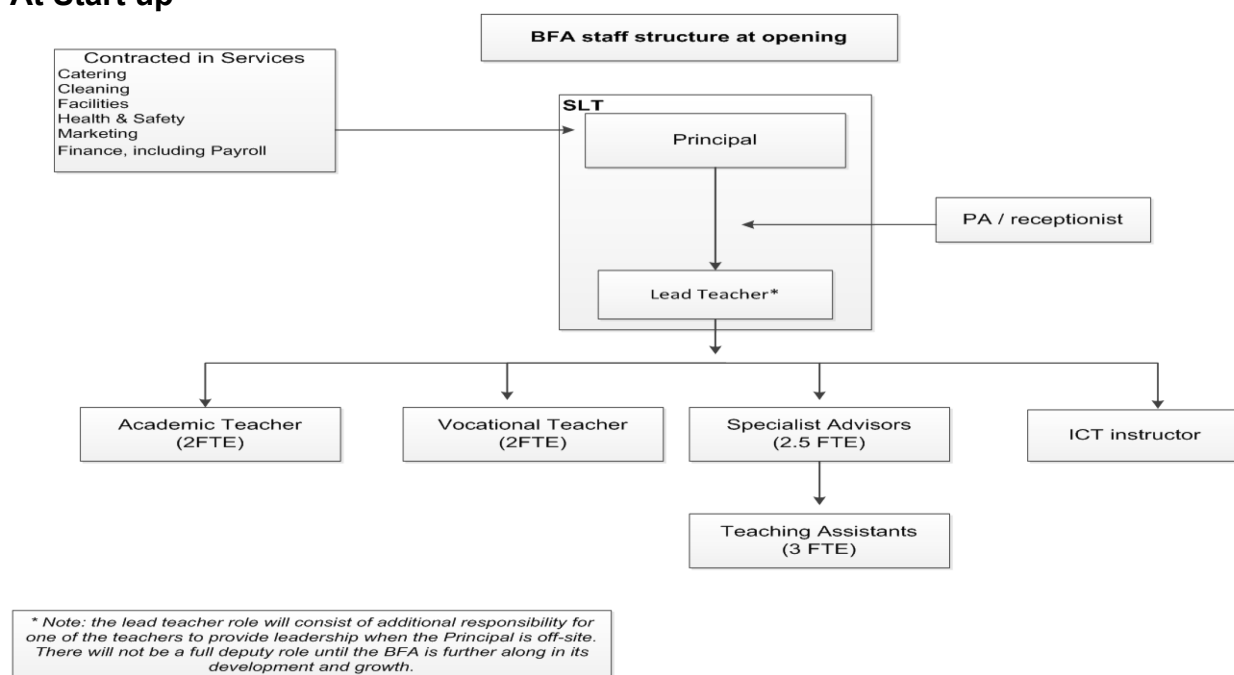 At Start up
BFA staff structure at opening
Contracted in Services
Catering
Cleaning
Facilities
Health & Safety
Marketing
Finance, including Payroll
SLT
Principal
PA / receptionist
Lead Teacher*
Academic Teacher
(2FTE)
Vocational Teacher
(2FTE)
Specialist Advisors
(2.5 FTE)
ICT instructor
Teaching Assistants
(3 FTE)
* Note: the lead teacher role will consist of additional responsibility for
one of the teachers to provide leadership when the Principal is off-site.
There will not be a full deputy role until the BFA is further along in its
development and growth.